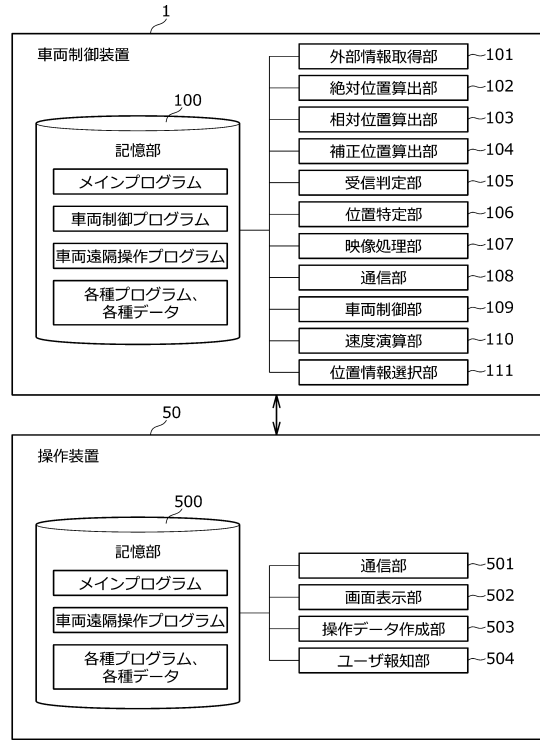 1
車両制御装置
100
記憶部
メインプログラム
車両制御プログラム
車両遠隔操作プログラム
各種プログラム、
各種データ
外部情報取得部 101
絶対位置算出部 102
相対位置算出部 103
補正位置算出部 104
受信判定部 105
位置特定部 106
映像処理部 107
通信部 108
車両制御部 109
速度演算部 110
位置情報選択部 111
50
操作装置
500
記憶部
メインプログラム
車両遠隔操作プログラム
各種プログラム、
各種データ
通信部 501
画面表示部 502
操作データ作成部 503
ユーザ報知部 504